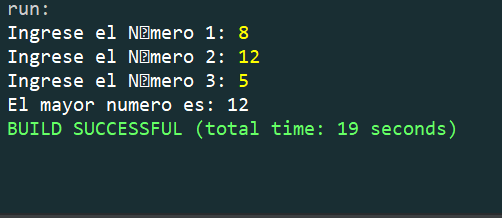 run:
Ingrese el N�mero 1: 8
Ingrese el N�mero 2: 12
Ingrese el N�mero 3: 5
El mayor numero es: 12
BUILD SUCCESSFUL (total time: 19 seconds)